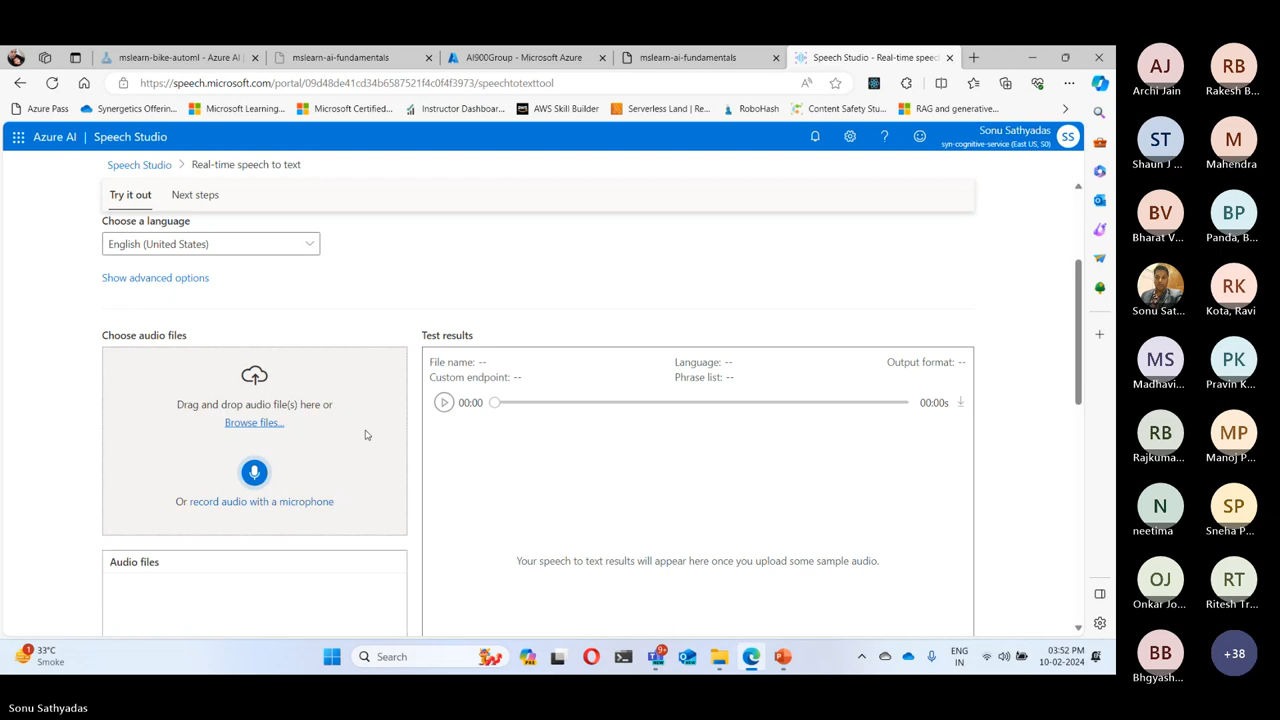 mslearn-bike-automl - Azure AI |
mslearn-ai-fundamentals
AI900Group - Microsoft Azure
mslearn-ai-fundamentals
Speech Studio - Real-time speec
https://speech.microsoft.com/portal/09d48de41cd34b6587521f4c0f4f3973/speechtotexttool
Azure Pass
Synergetics Offering...
Microsoft Learning...
Microsoft Certified...
Instructor Dashboar...
AWS Skill Builder
Serverless Land | Re...
RoboHash
Content Safety Stu...
RAG and generative...
Azure AI | Speech Studio
Sonu Sathyadas
syn-cognitive-service (East US, S0)
SS
Speech Studio > Real-time speech to text
Try it out
Next steps
Choose a language
English (United States)
Show advanced options
Choose audio files
Drag and drop audio file(s) here or
Browse files...
Or record audio with a microphone
Audio files
Test results
File name: --
Language: --
Output format: --
Custom endpoint: --
Phrase list: --
00:00
00:00s
Your speech to text results will appear here once you upload some sample audio.
1
33°C
Smoke
Search
9+
ENG
IN
03:52 PM
10-02-2024
AJ
Archi Jain
RB
Rakesh B...
ST
Shaun J ...
M
Mahendra
BV
Bharat V...
BP
Panda, B...
Sonu Sat...
RK
Kota, Ravi
MS
Madhavi...
PK
Pravin K...
RB
Rajkuma...
MP
Manoj P...
N
neetima
SP
Sneha P...
OJ
Onkar Jo...
RT
Ritesh Tr...
BB
Bhgyash...
+38
Sonu Sathyadas